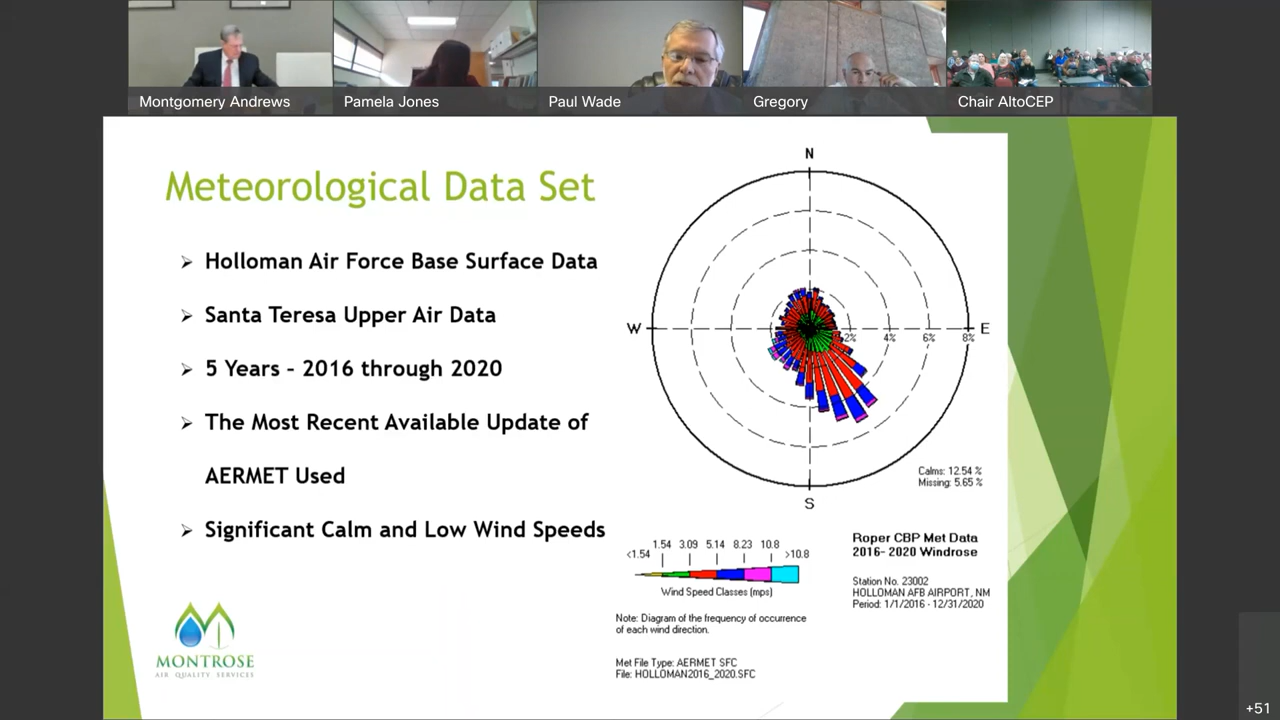 Montgomery Andrews
Pamela Jones
Paul Wade
Gregory
Chair AltoCEP
Meteorological Data Set
Holloman Air Force Base Surface Data
Santa Teresa Upper Air Data
5 Years – 2016 through 2020
The Most Recent Available Update of
AERMET Used
Significant Calm and Low Wind Speeds
MONTROSE
AIR QUALITY SERVICES
N
W
E
2%
4%
6%
8%
S
Calms: 12.54 %
Missing: 5.65 %
<1.54
1.54
3.09
5.14
8.23
10.8
>10.8
Wind Speed Classes (mps)
Roper CBP Met Data
2016- 2020 Windrose
Station No. 23002
HOLLOMAN AFB AIRPORT, NM
Period: 1/1/2016 - 12/31/2020
Note: Diagram of the frequency of occurrence
of each wind direction.
Met File Type: AERMET SFC
File: HOLLOMAN2016_2020.SFC
+51